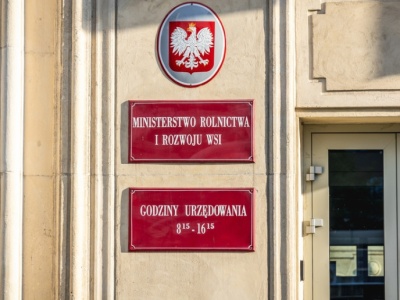 MINISTERSTWO ROLNICTWA
I ROZWOJU WSI
GODZINY URZĘDOWANIA
8¹⁵-16¹⁵